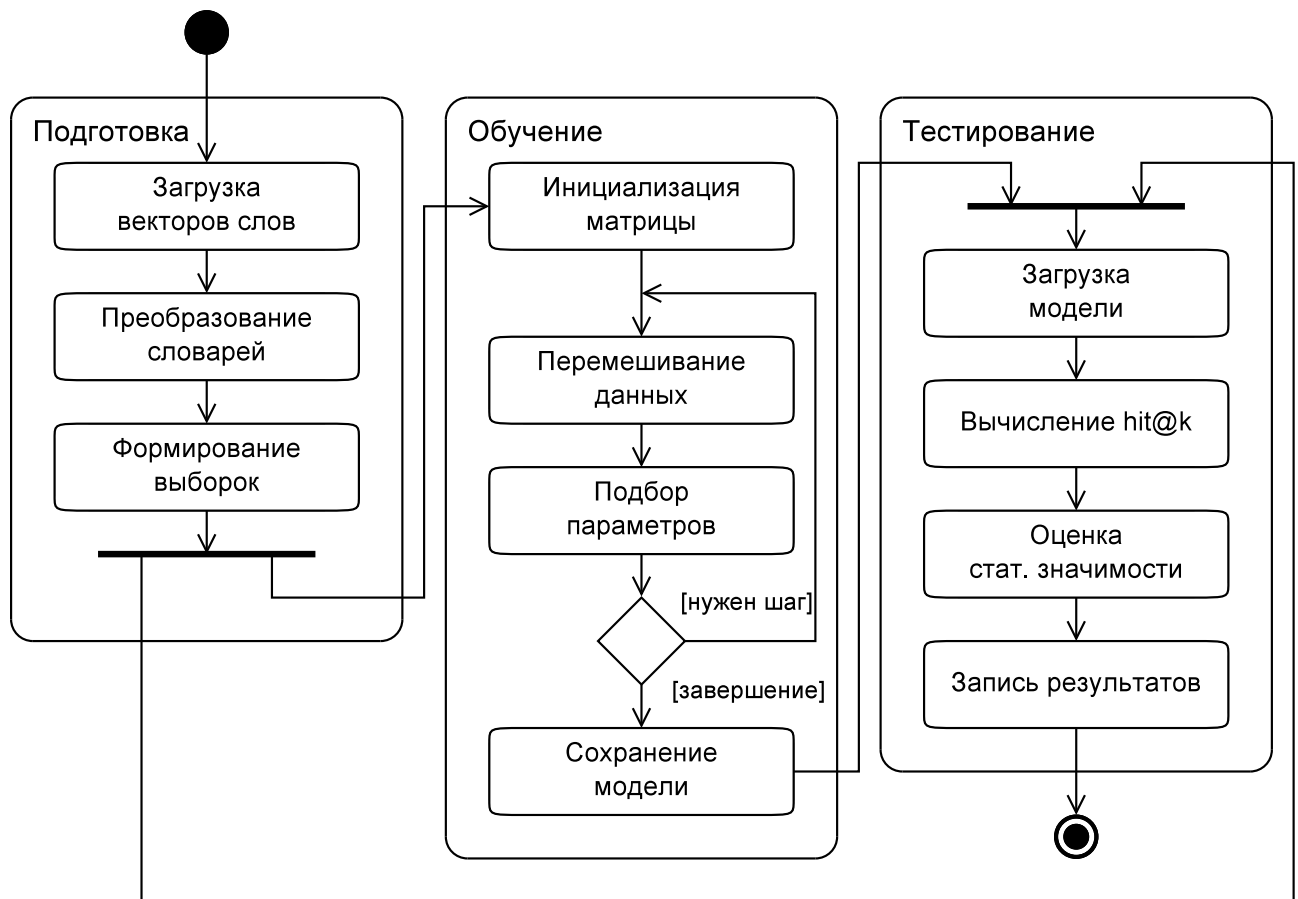 Подготовка
Загрузка
векторов слов
Преобразование
словарей
Формирование
выборок
Обучение
Инициализация
матрицы
Перемешивание
данных
Подбор
параметров
[нужен шаг]
[завершение]
Сохранение
модели
Тестирование
Загрузка
модели
Вычисление hit@k
Оценка
стат. значимости
Запись результатов